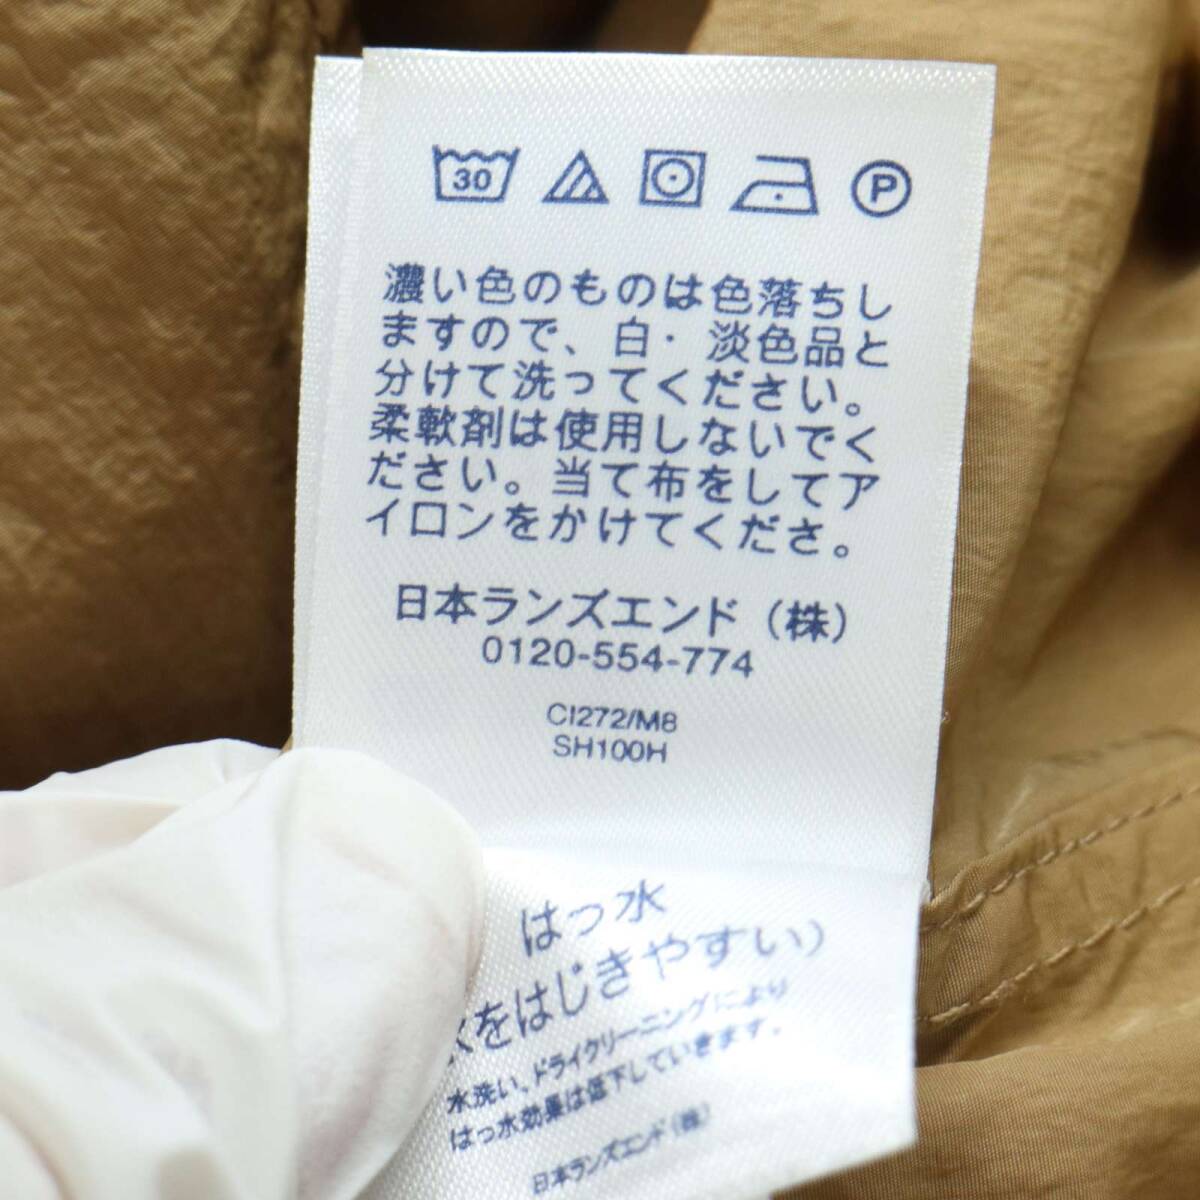 30
P
濃い色のものは色落ちし
ますので、白・淡色品と
分けて洗ってください。
柔軟剤は使用しないでく
ださい。当て布をしてア
イロンをかけてくださ。
日本ランズエンド(株)
0120-554-774
CI272/M8
SH100H
はっ水
をはじきやすい)
水洗い、ドライクリーニングにより
はっ水効果は低下していきます。
日本ランズエンド(株)